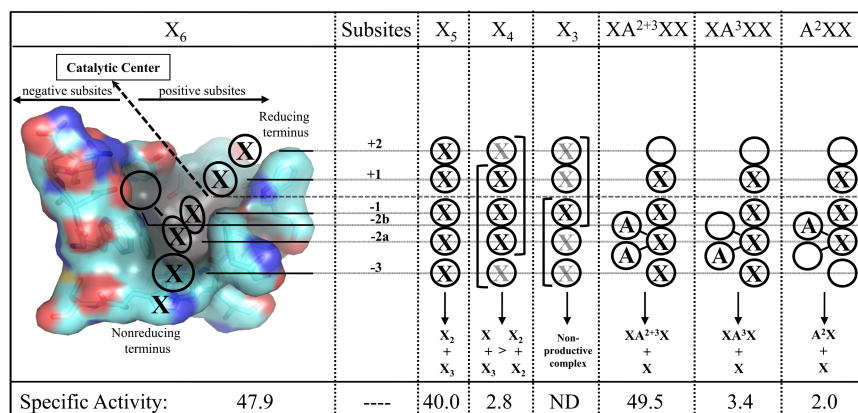 X₆ Subsites X₅ X₄ X₃ XA²⁺³XX XA³XX A²XX
Catalytic Center
negative subsites positive subsites
Reducing
terminus
+2 X X X
X
+1 X X X X X X
X
-1 X X X X X X
X
-2b A A
X
-2a X X X A X A X X
-3 X X X X X
X
X
Nonreducing
terminus
X₂ X X₂ Non- XA²⁺³X XA³X A²X
+ + > + productive + + +
X₃ X₃ X₂ complex X X X
Specific Activity: 47.9 ---- 40.0 2.8 ND 49.5 3.4 2.0